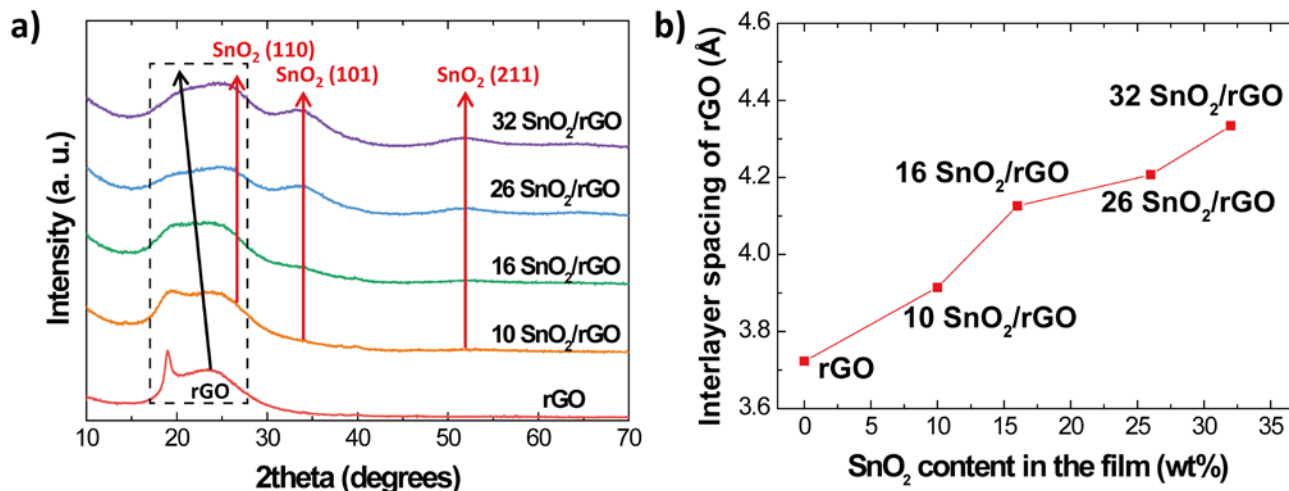 a)
SnO₂ (110)
SnO₂ (101)
SnO₂ (211)
32 SnO₂/rGO
26 SnO₂/rGO
16 SnO₂/rGO
10 SnO₂/rGO
rGO
rGO
Intensity (a. u.)
10 20 30 40 50 60 70
2theta (degrees)
b)
Interlayer spacing of rGO (Å)
4.6
4.4
4.2
4.0
3.8
3.6
32 SnO₂/rGO
16 SnO₂/rGO
26 SnO₂/rGO
10 SnO₂/rGO
rGO
0 5 10 15 20 25 30 35
SnO₂ content in the film (wt%)